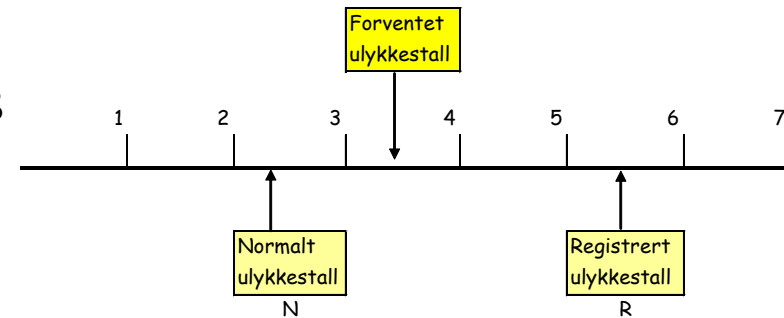 Forventet
ulykkestall
1 2 3 4 5 6 7
Normalt
ulykkestall
N
Registrert
ulykkestall
R